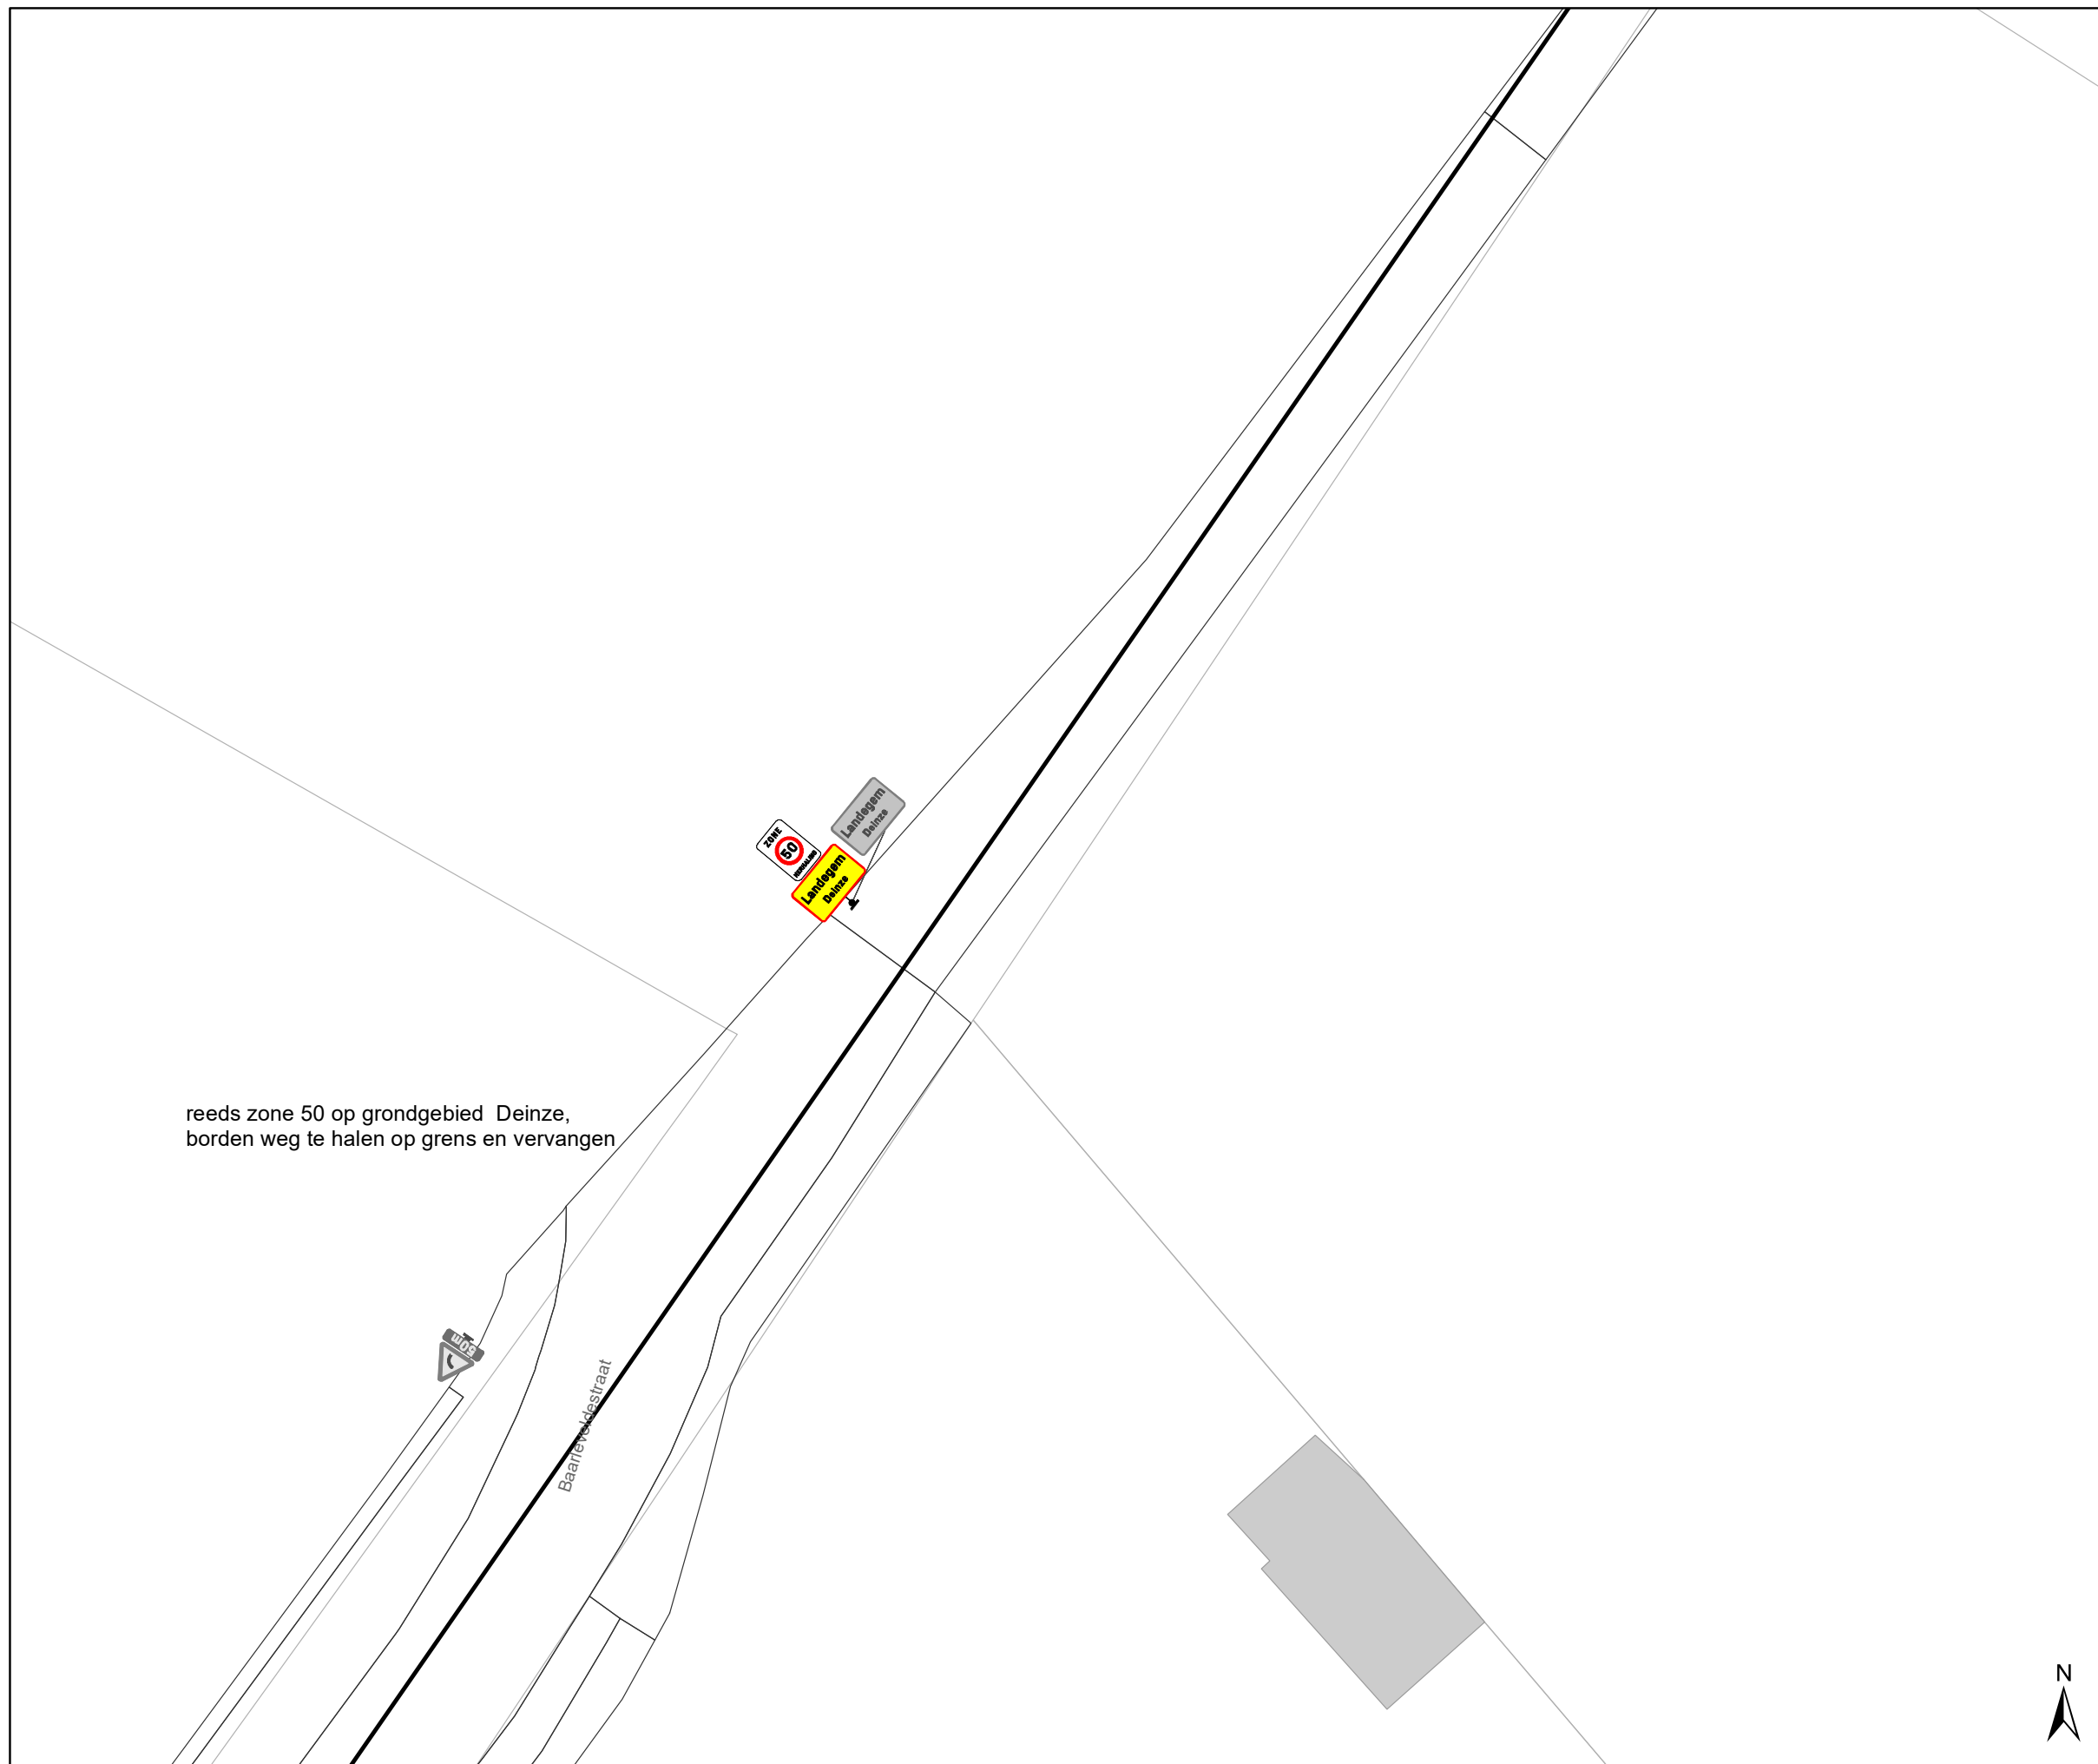 Landegem
Deinze
ZONE
50
HERHALING
Landegem
Deinze
reeds zone 50 op grondgebied  Deinze,
borden weg te halen op grens en vervangen
50m
Baarleveldestraat
N